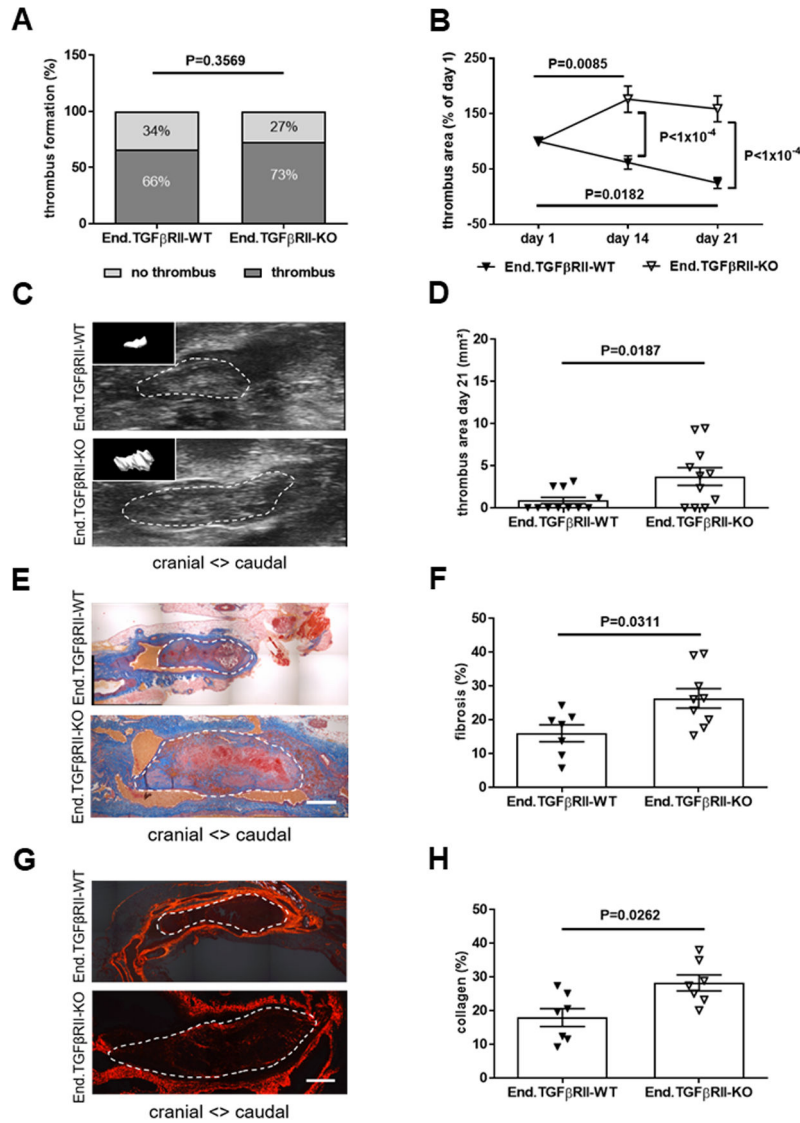 A
thrombus formation (%)
150
100
50
0
P=0.3569
34%
27%
66%
73%
End.TGFβRII-WT
End.TGFβRII-KO
no thrombus
thrombus
B
thrombus area (% of day 1)
250
150
50
-50
P=0.0085
P<1x10⁻⁴
P<1x10⁻⁴
P=0.0182
day 1
day 14
day 21
End.TGFβRII-WT
End.TGFβRII-KO
C
End.TGFβRII-WT
End.TGFβRII-KO
cranial <> caudal
D
thrombus area day 21 (mm²)
20
15
10
5
0
P=0.0187
End.TGFβRII-WT
End.TGFβRII-KO
E
End.TGFβRII-WT
End.TGFβRII-KO
cranial <> caudal
F
fibrosis (%)
50
40
30
20
10
0
P=0.0311
End.TGFβRII-WT
End.TGFβRII-KO
G
End.TGFβRII-WT
End.TGFβRII-KO
cranial <> caudal
H
collagen (%)
50
40
30
20
10
0
P=0.0262
End.TGFβRII-WT
End.TGFβRII-KO